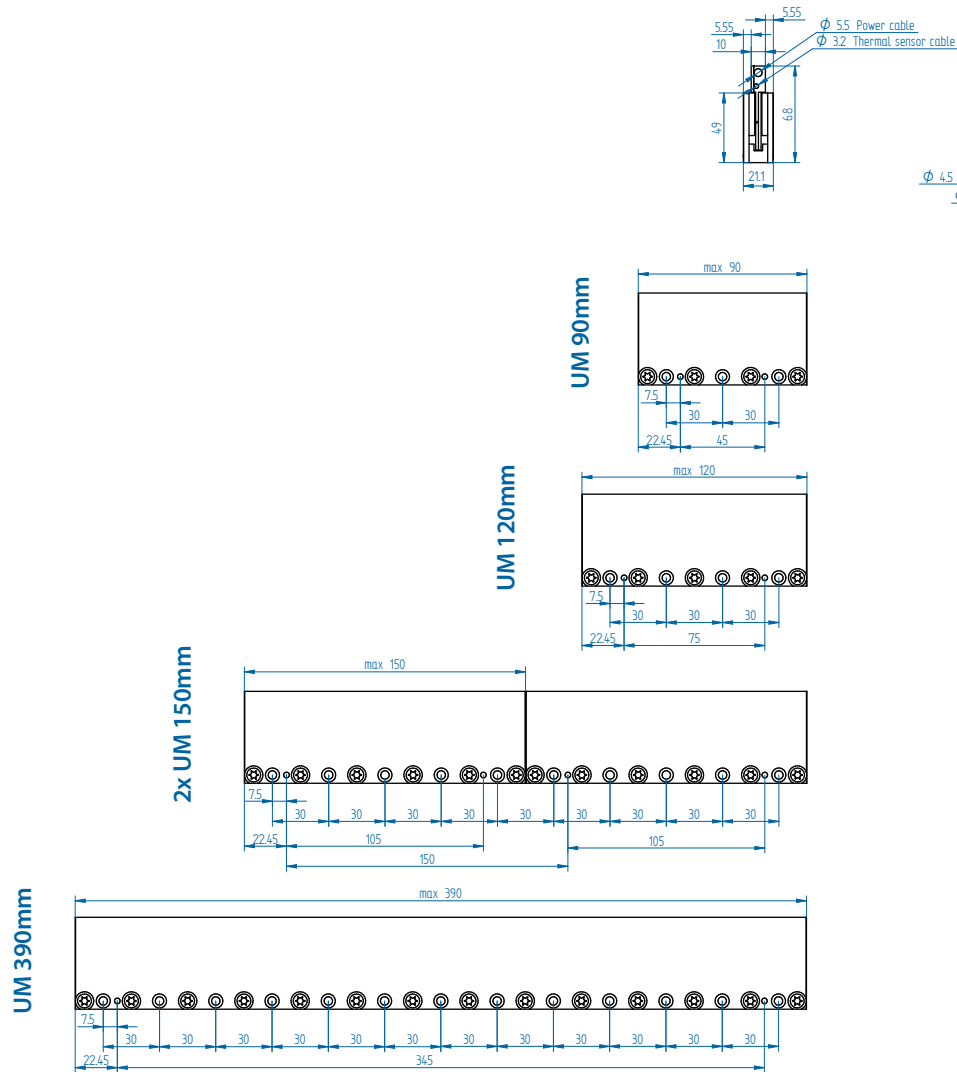 5.55
5.55
ϕ 5.5 Power cable
10
ϕ 3.2 Thermal sensor cable
49
68
21.1
ϕ 4.5
UM 90mm
max 90
7.5
30 30
22.45 45
UM 120mm
max 120
7.5
30 30 30
22.45 75
2x UM 150mm
max 150
7.5
30 30 30 30 30 30 30 30 30
22.45 105 105
150
UM 390mm
max 390
7.5
30 30 30 30 30 30 30 30 30 30 30 30
22.45 345